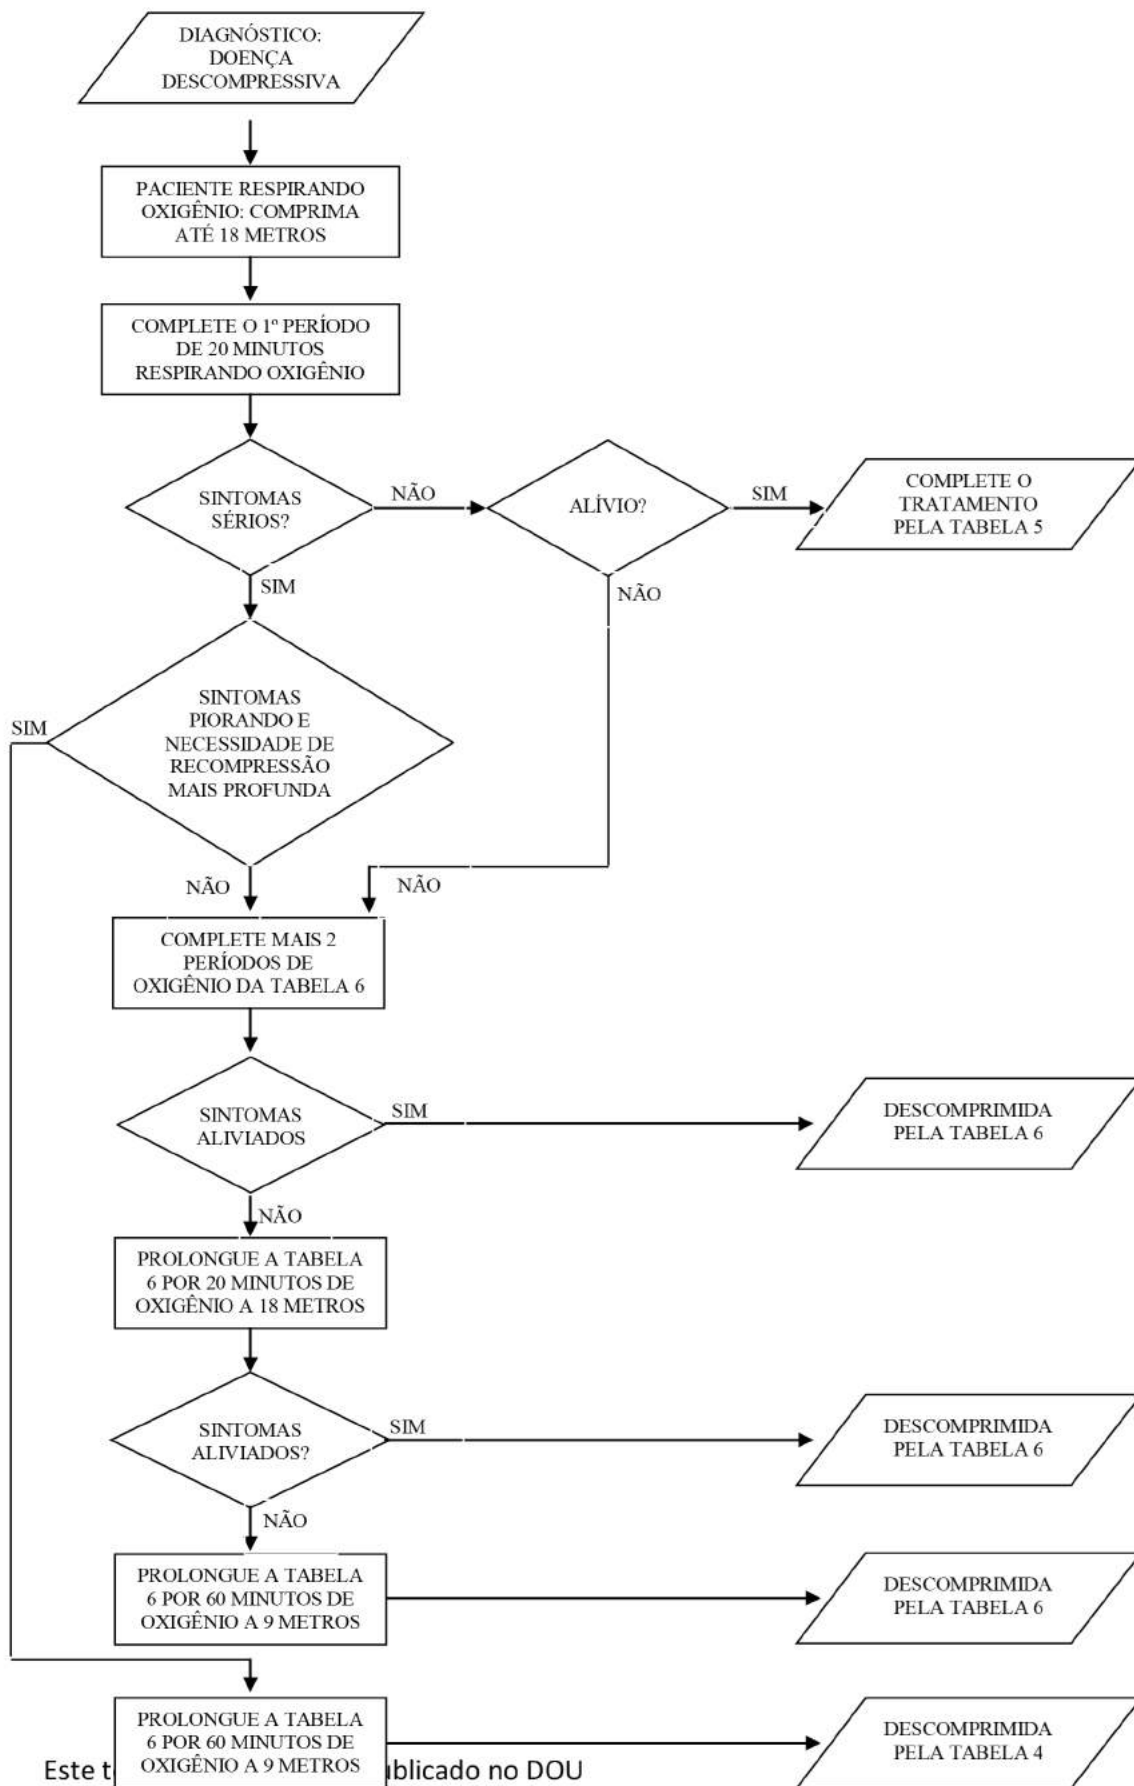 DIAGNÓSTICO:
DOENÇA
DESCOMPRESSIVA
PACIENTE RESPIRANDO
OXIGÊNIO: COMPRIMA
ATÉ 18 METROS
COMPLETE O 1º PERÍODO
DE 20 MINUTOS
RESPIRANDO OXIGÊNIO
SINTOMAS
SÉRIOS?
NÃO
ALÍVIO?
SIM
COMPLETE O
TRATAMENTO
PELA TABELA 5
SIM
NÃO
SINTOMAS
PIORANDO E
NECESSIDADE DE
RECOMPRESSÃO
MAIS PROFUNDA
SIM
NÃO
NÃO
COMPLETE MAIS 2
PERÍODOS DE
OXIGÊNIO DA TABELA 6
SINTOMAS
ALIVIADOS
SIM
DESCOMPRIMIDA
PELA TABELA 6
NÃO
PROLONGUE A TABELA
6 POR 20 MINUTOS DE
OXIGÊNIO A 18 METROS
SINTOMAS
ALIVIADOS?
SIM
DESCOMPRIMIDA
PELA TABELA 6
NÃO
PROLONGUE A TABELA
6 POR 60 MINUTOS DE
OXIGÊNIO A 9 METROS
DESCOMPRIMIDA
PELA TABELA 6
PROLONGUE A TABELA
6 POR 60 MINUTOS DE
OXIGÊNIO A 9 METROS
DESCOMPRIMIDA
PELA TABELA 4
Este ublicado no DOU